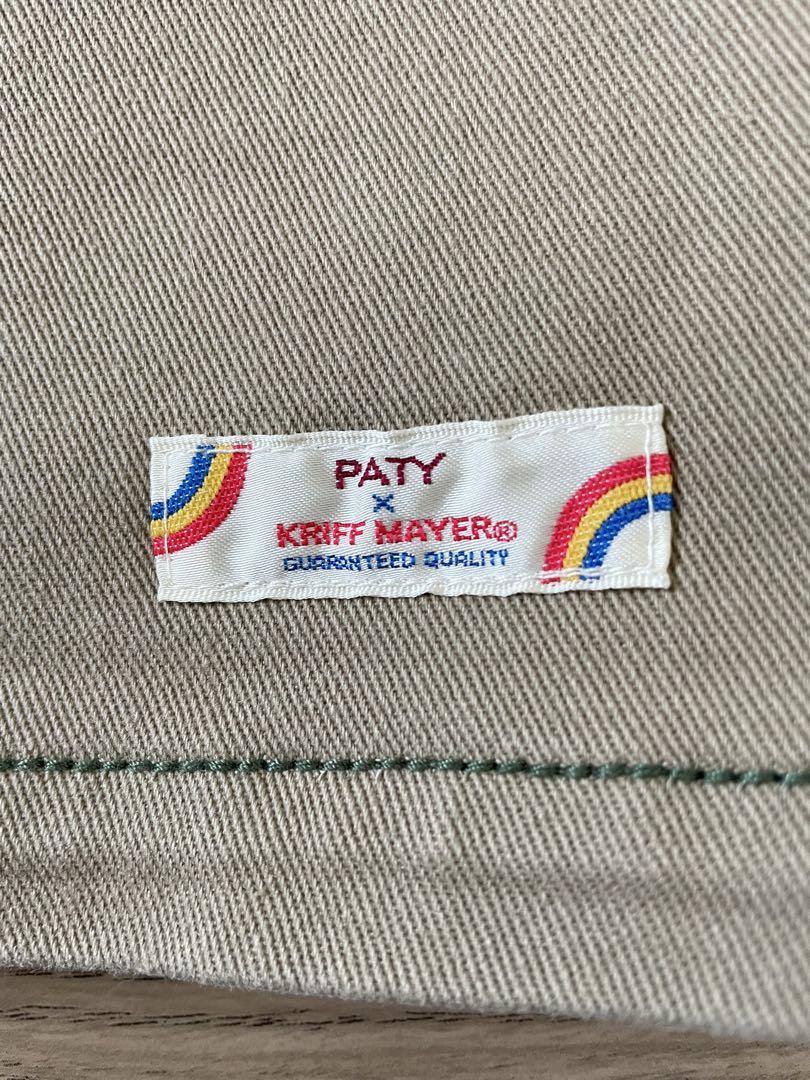 PATY
x
KRIFF MAYER®
GUARANTEED QUALITY